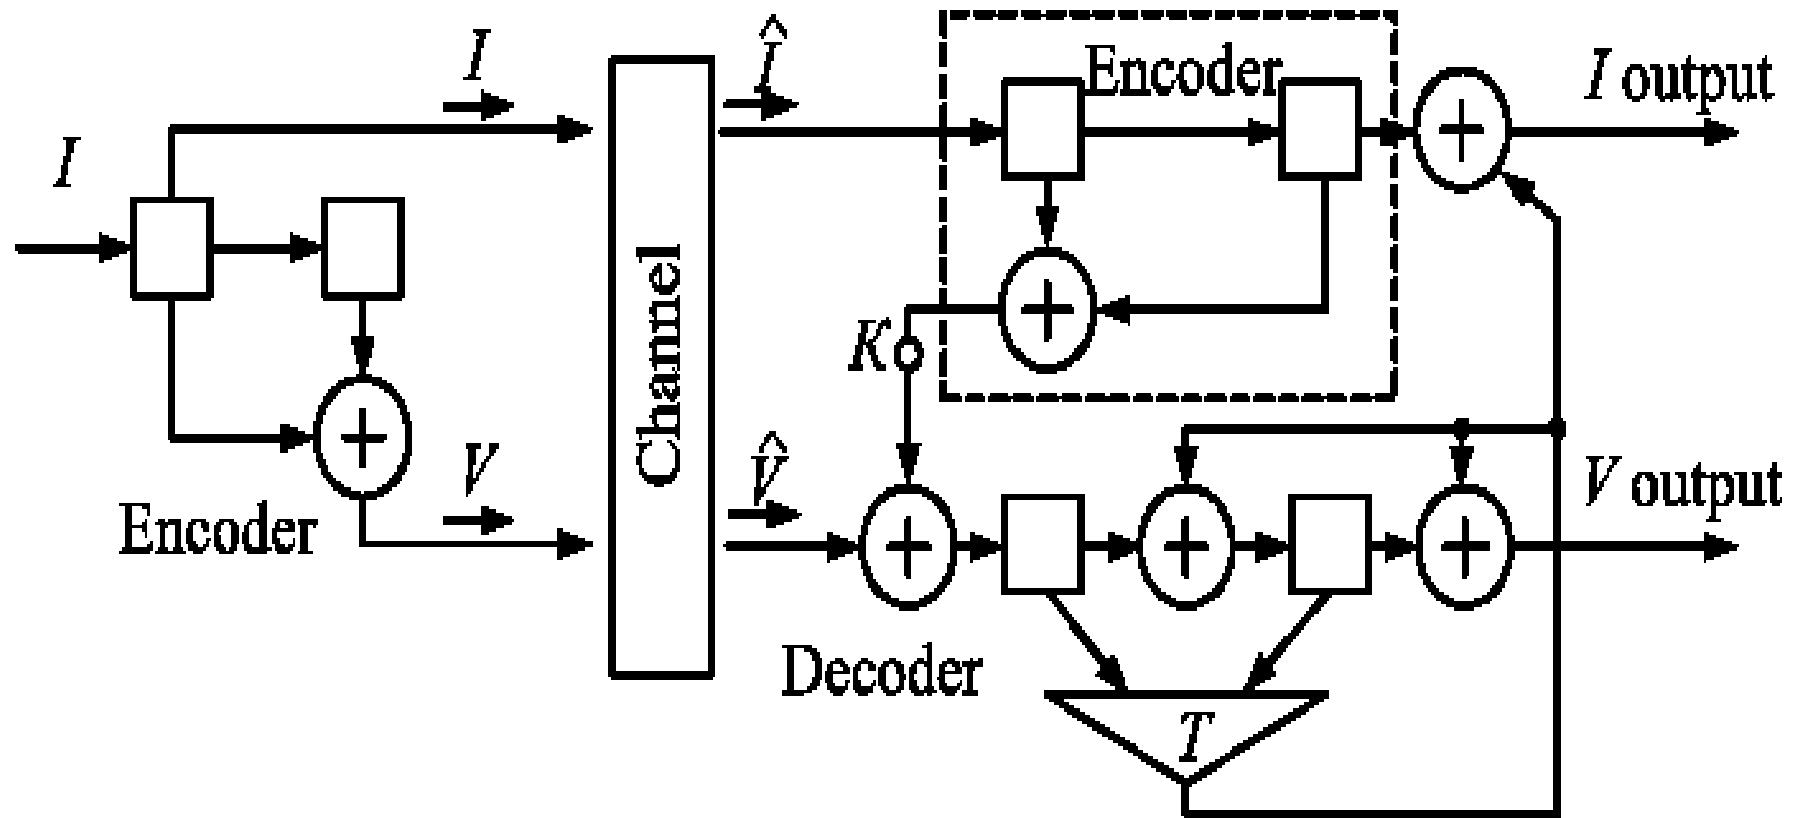 I
I
Î
Encoder
I output
Channel
K
Encoder
V
V̂
V output
Decoder
T